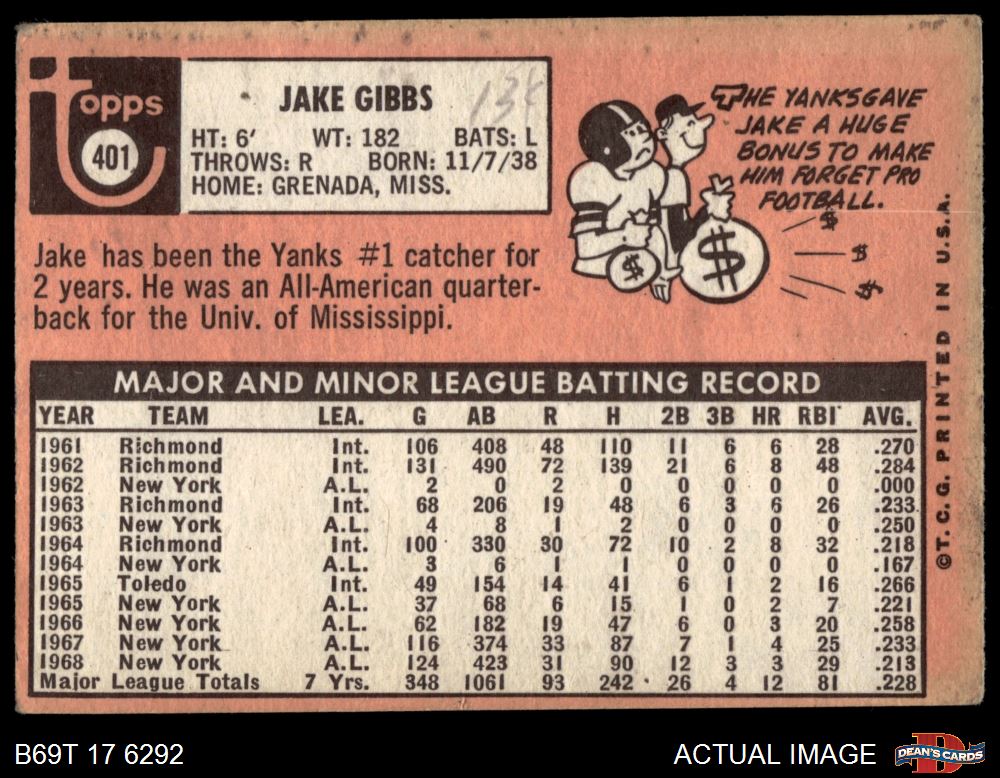 topps
401
JAKE GIBBS
13¢
HT: 6' WT: 182 BATS: L
THROWS: R BORN: 11/7/38
HOME: GRENADA, MISS.
THE YANKS GAVE
JAKE A HUGE
BONUS TO MAKE
HIM FORGET PRO
FOOTBALL.
$
$
$
$
$
Jake has been the Yanks #1 catcher for
2 years. He was an All-American quarter-
back for the Univ. of Mississippi.
MAJOR AND MINOR LEAGUE BATTING RECORD
YEAR TEAM LEA. G AB R H 2B 3B HR RBI AVG.
1961 Richmond Int. 106 408 48 110 11 6 6 28 .270
1962 Richmond Int. 131 490 72 139 21 6 8 48 .284
1962 New York A.L. 2 0 2 0 0 0 0 0 .000
1963 Richmond Int. 68 206 19 48 6 3 6 26 .233
1963 New York A.L. 4 8 1 2 0 0 0 0 .250
1964 Richmond Int. 100 330 30 72 10 2 8 32 .218
1964 New York A.L. 3 6 1 1 0 0 0 0 .167
1965 Toledo Int. 49 154 14 41 6 1 2 16 .266
1965 New York A.L. 37 68 6 15 1 0 2 7 .221
1966 New York A.L. 62 182 19 47 6 0 3 20 .258
1967 New York A.L. 116 374 33 87 7 1 4 25 .233
1968 New York A.L. 124 423 31 90 12 3 3 29 .213
Major League Totals 7 Yrs. 348 1061 93 242 26 4 12 81 .228
©T.C.G. PRINTED IN U.S.A.
B69T 17 6292
ACTUAL IMAGE
DEAN'S CARDS